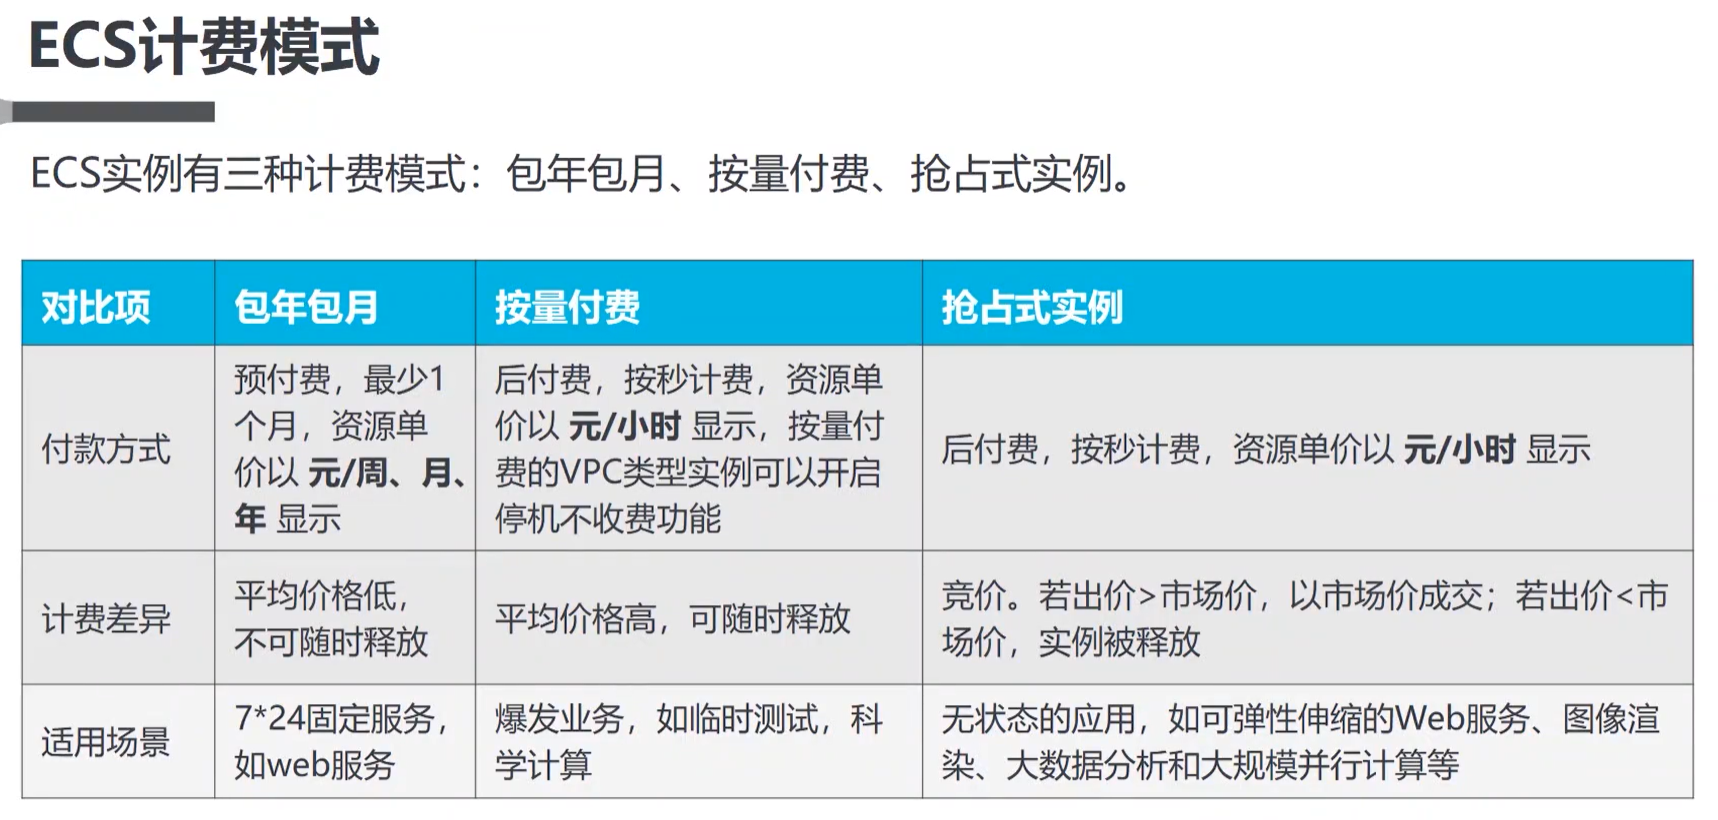 ECS计费模式
ECS实例有三种计费模式：包年包月、按量付费、抢占式实例。
对比项
包年包月
按量付费
抢占式实例
付款方式
预付费，最少1
个月，资源单
价以 元/周、月、
年 显示
后付费，按秒计费，资源单
价以 元/小时 显示，按量付
费的VPC类型实例可以开启
停机不收费功能
后付费，按秒计费，资源单价以 元/小时 显示
计费差异
平均价格低，
不可随时释放
平均价格高，可随时释放
竞价。若出价>市场价，以市场价成交；若出价<市
场价，实例被释放
适用场景
7*24固定服务，
如web服务
爆发业务，如临时测试，科
学计算
无状态的应用，如可弹性伸缩的Web服务、图像渲
染、大数据分析和大规模并行计算等